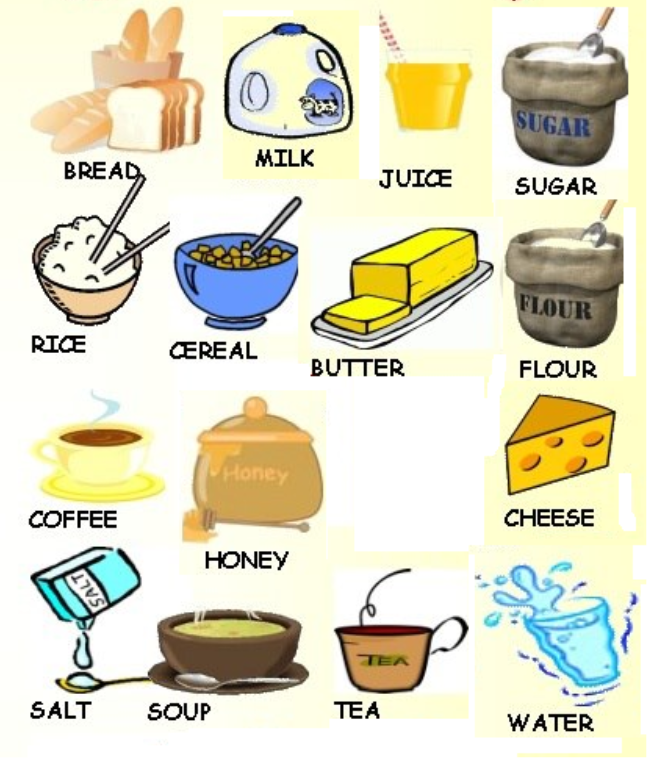 BREAD
MILK
JUICE
SUGAR
SUGAR
RICE
CEREAL
BUTTER
FLOUR
FLOUR
COFFEE
Honey
HONEY
CHEESE
SALT
SALT
SOUP
TEA
TEA
WATER